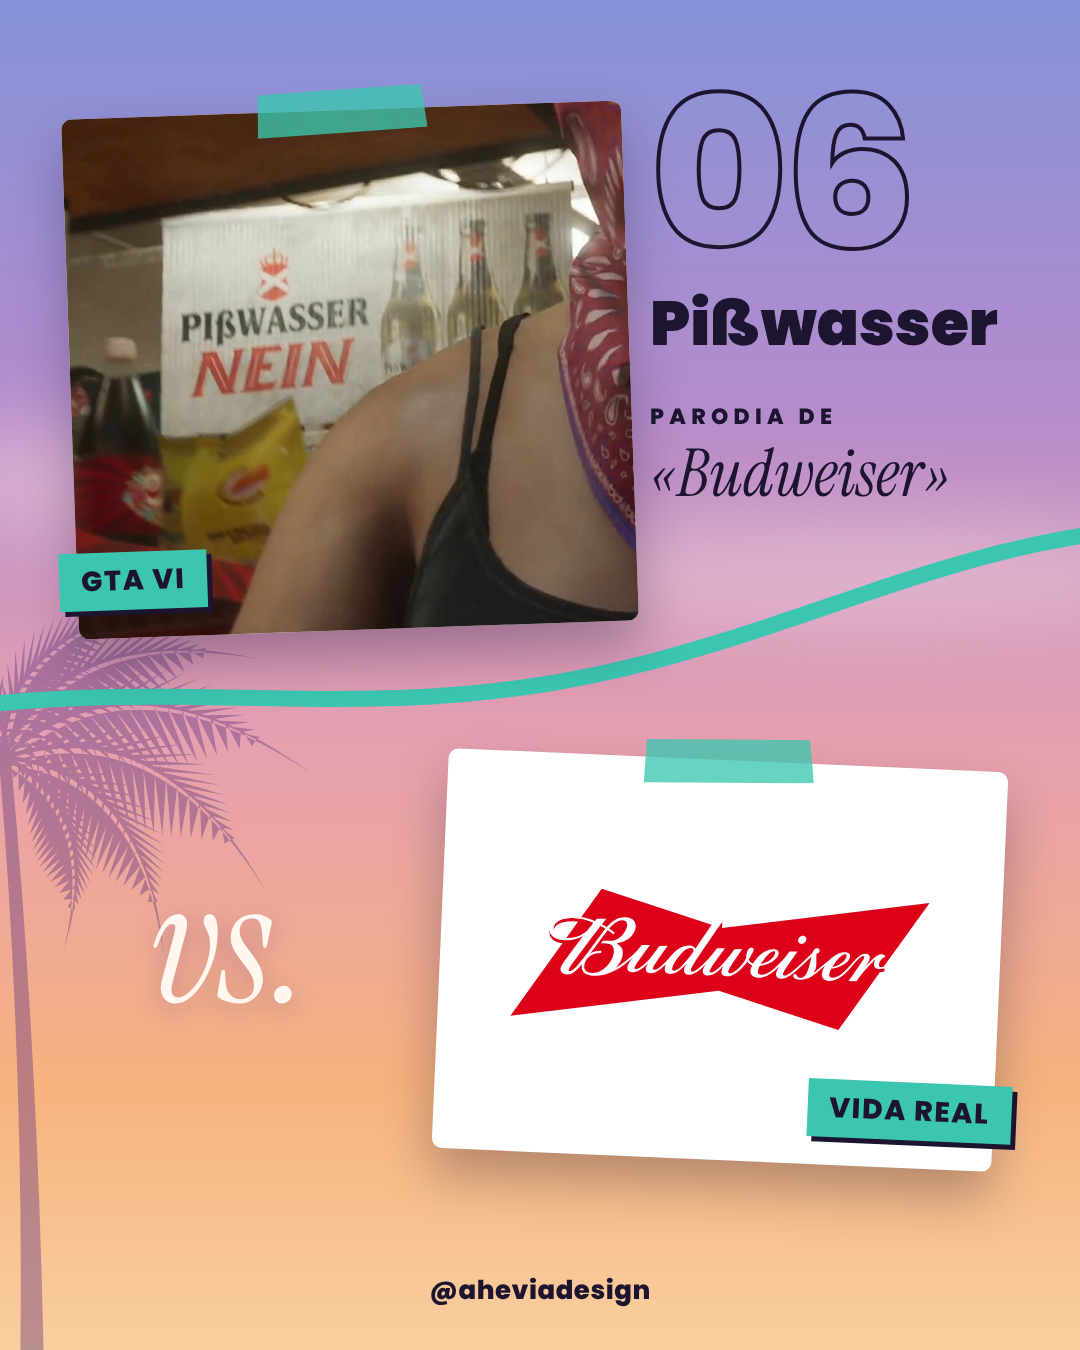 06
Pißwasser
PARODIA DE
«Budweiser»
PIßWASSER
NEIN
GTA VI
vs.
Budweiser
VIDA REAL
@aheviadesign